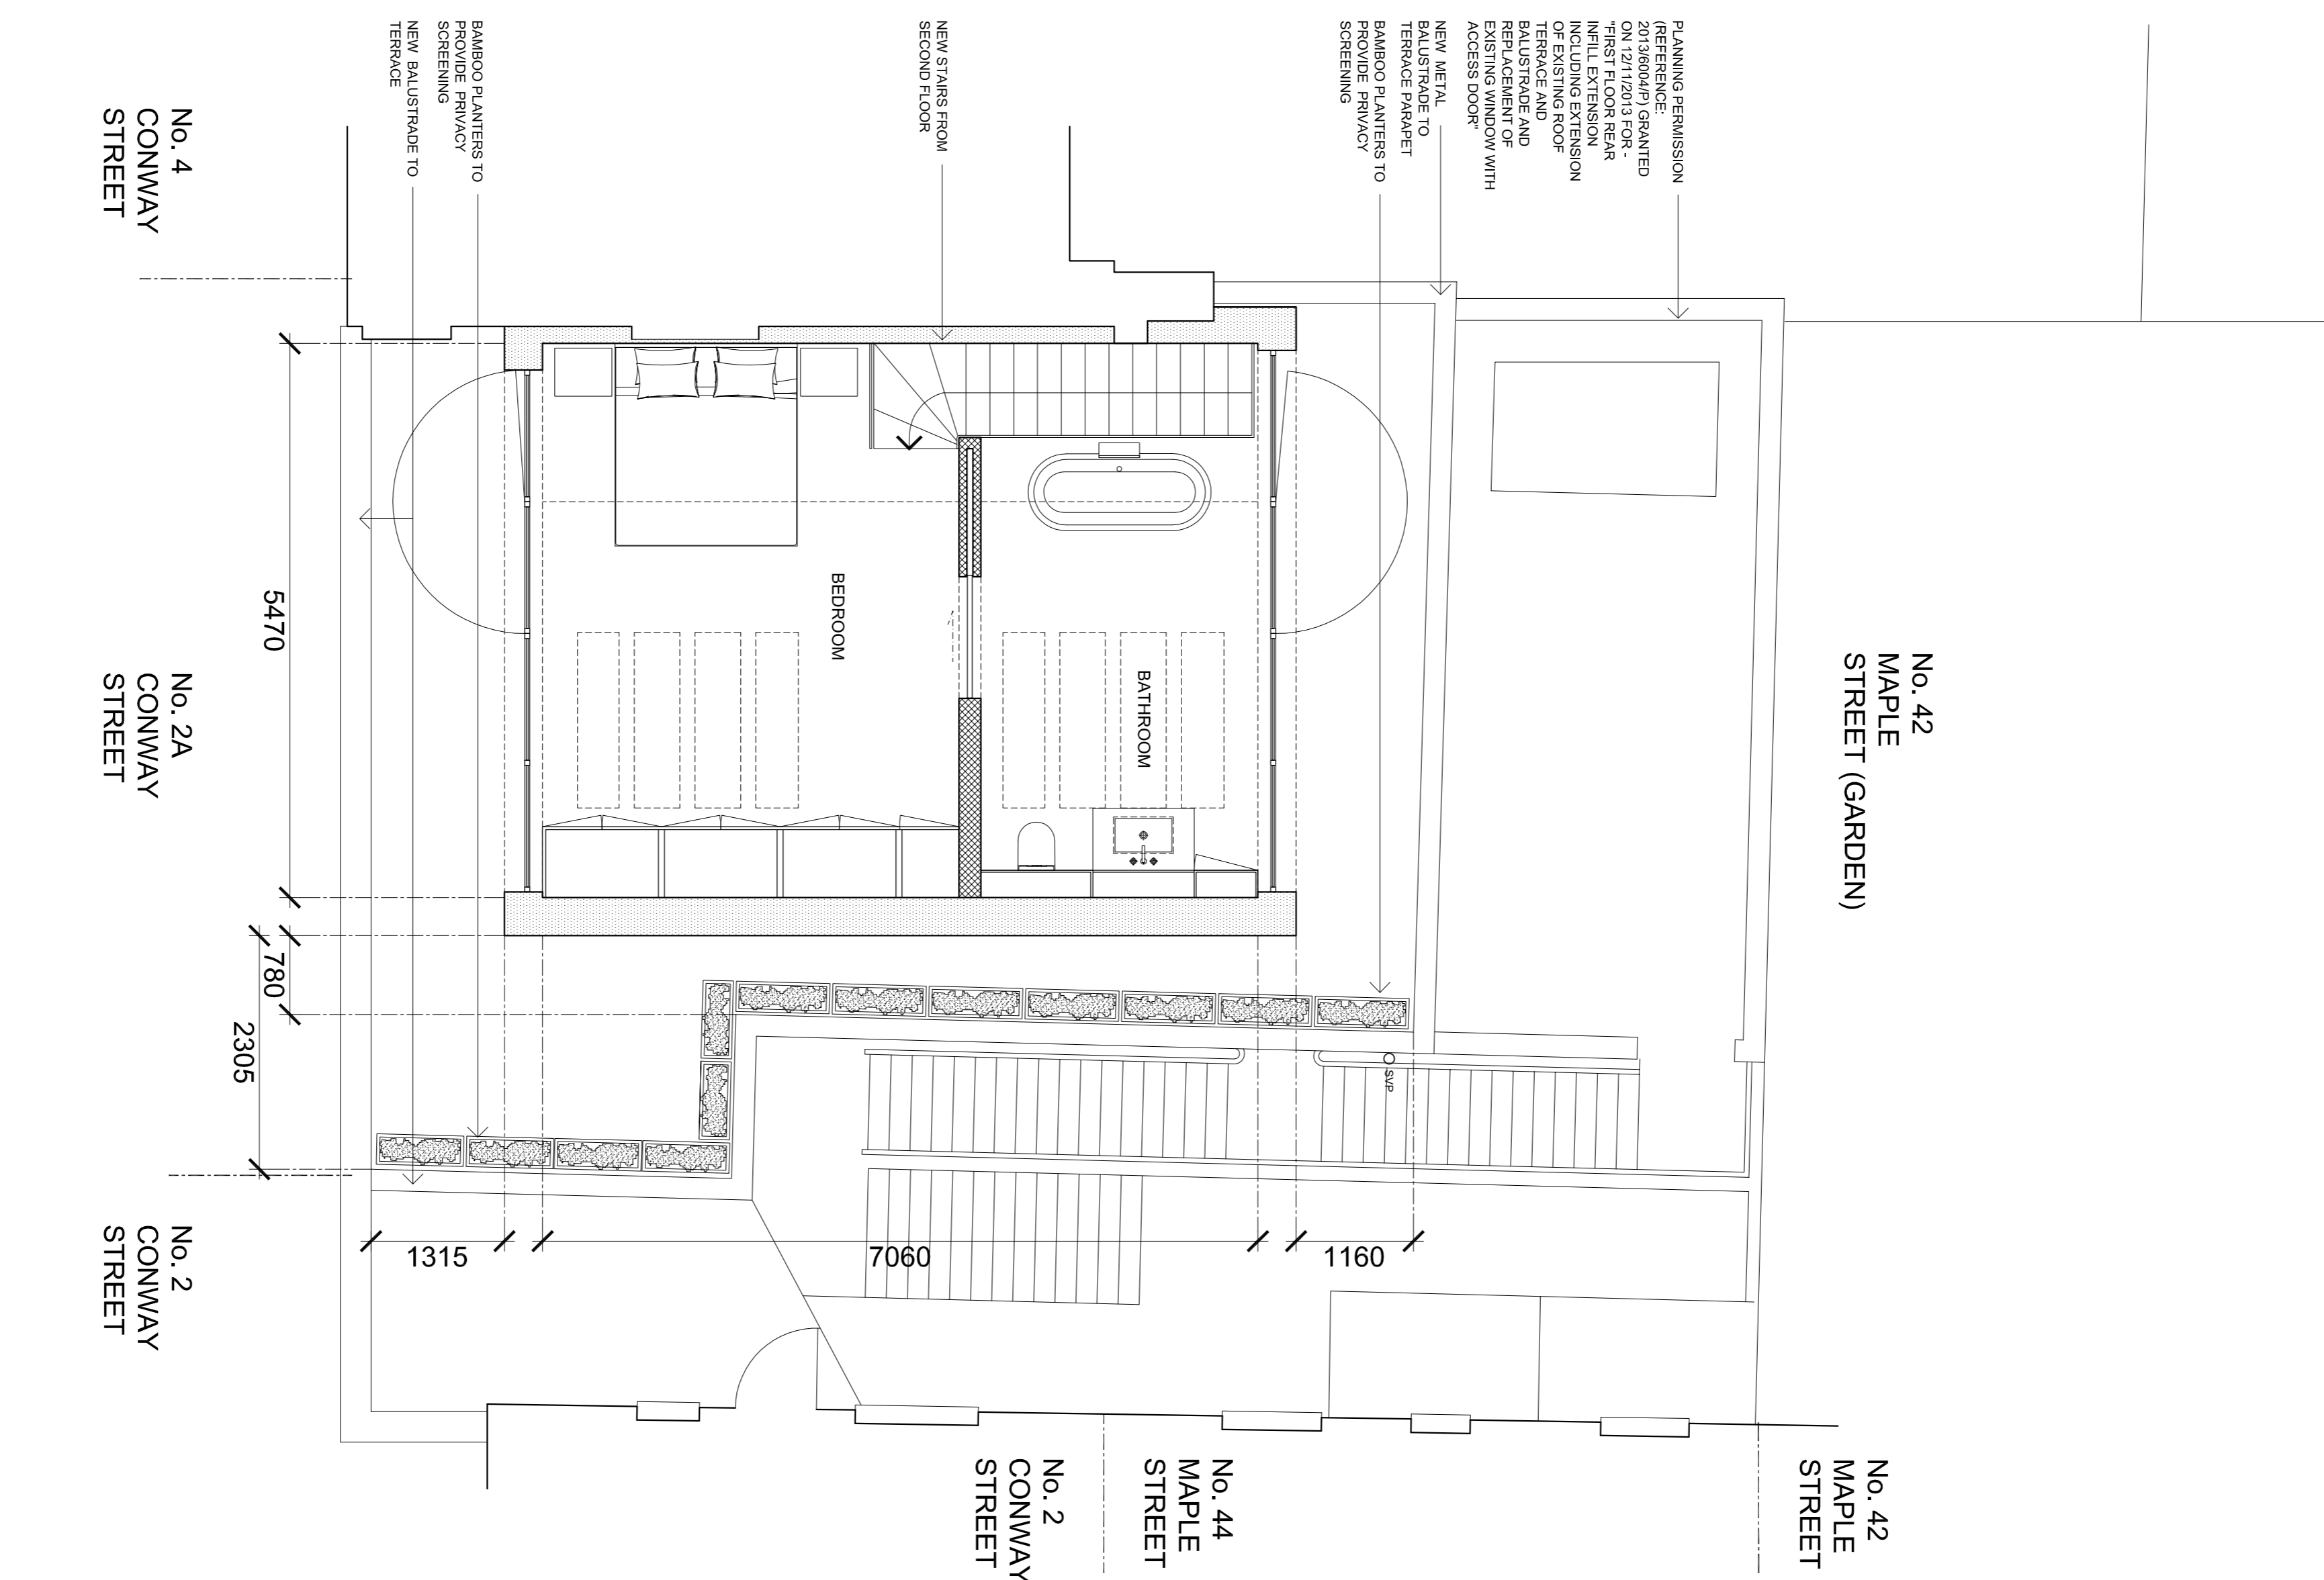 PLANNING PERMISSION
(REFERENCE:
2013/6004/P) GRANTED
ON 12/11/2013 FOR -
"FIRST FLOOR REAR
INFILL EXTENSION
INCLUDING EXTENSION
OF EXISTING ROOF
TERRACE AND
BALUSTRADE AND
REPLACEMENT OF
EXISTING WINDOW WITH
ACCESS DOOR"
NEW METAL
BALUSTRADE TO
TERRACE PARAPET
BAMBOO PLANTERS TO
PROVIDE PRIVACY
SCREENING
NEW STAIRS FROM
SECOND FLOOR
BAMBOO PLANTERS TO
PROVIDE PRIVACY
SCREENING
NEW BALUSTRADE TO
TERRACE
No. 4
CONWAY
STREET
No. 42
MAPLE
STREET (GARDEN)
BATHROOM
BEDROOM
5470
No. 2A
CONWAY
STREET
780
2305
SVP
1160
7060
1315
No. 2
CONWAY
STREET
No. 42
MAPLE
STREET
No. 44
MAPLE
STREET
No. 2
CONWAY
STREET